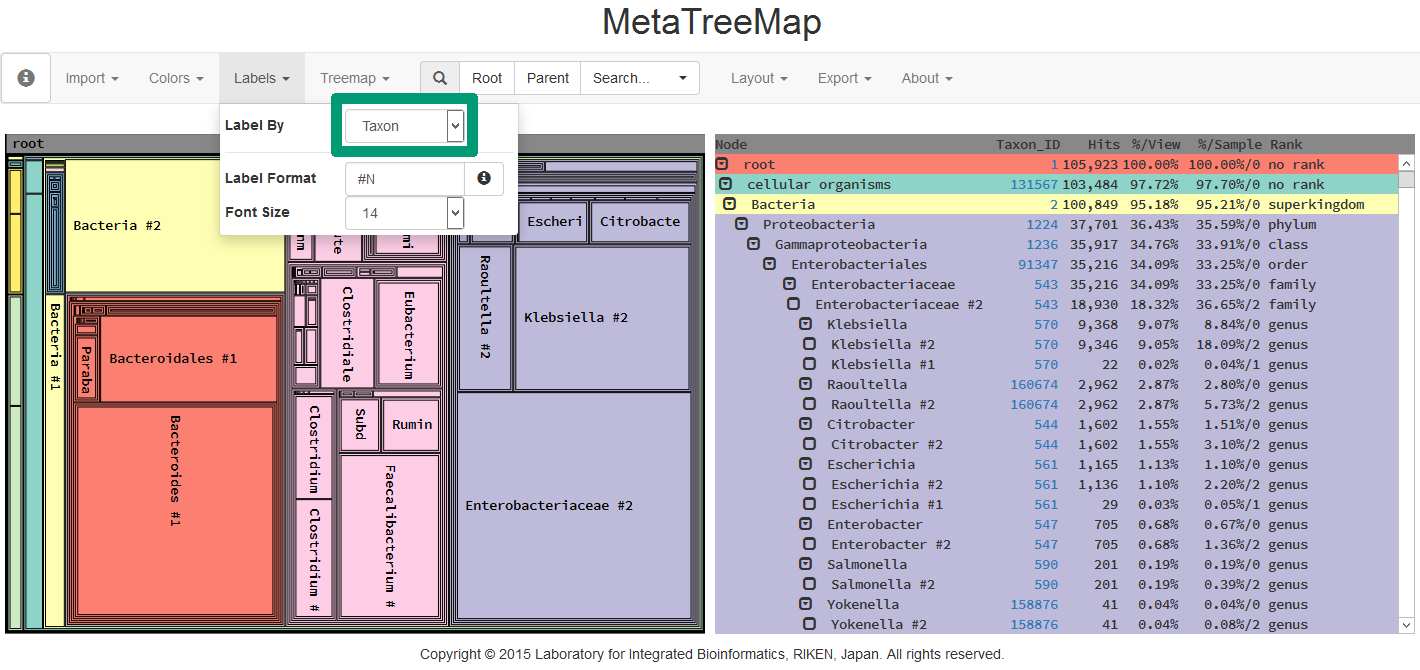 MetaTreeMap
Import Colors Labels Treemap Root Parent Search... Layout Export About
Label By Taxon
Label Format #N
Font Size 14
root
Bacteria #2
Bacteria #1
Paraba
Bacteroidales #1
Bacteroides #1
Clostridiale
Eubacterium
Clostridium
Clostridium #
Subd
Rumin
Faecalibacterium #
Escheri
Citrobacte
Raoultella #2
Klebsiella #2
Enterobacteriaceae #2
Node Taxon_ID Hits %/View %/Sample Rank
root 1 105,923 100.00% 100.00%/0 no rank
cellular organisms 131567 103,484 97.72% 97.70%/0 no rank
Bacteria 2 100,849 95.18% 95.21%/0 superkingdom
Proteobacteria 1224 37,701 36.43% 35.59%/0 phylum
Gammaproteobacteria 1236 35,917 34.76% 33.91%/0 class
Enterobacteriales 91347 35,216 34.09% 33.25%/0 order
Enterobacteriaceae 543 35,216 34.09% 33.25%/0 family
Enterobacteriaceae #2 543 18,930 18.32% 36.65%/2 family
Klebsiella 570 9,368 9.07% 8.84%/0 genus
Klebsiella #2 570 9,346 9.05% 18.09%/2 genus
Klebsiella #1 570 22 0.02% 0.04%/1 genus
Raoultella 160674 2,962 2.87% 2.80%/0 genus
Raoultella #2 160674 2,962 2.87% 5.73%/2 genus
Citrobacter 544 1,602 1.55% 1.51%/0 genus
Citrobacter #2 544 1,602 1.55% 3.10%/2 genus
Escherichia 561 1,165 1.13% 1.10%/0 genus
Escherichia #2 561 1,136 1.10% 2.20%/2 genus
Escherichia #1 561 29 0.03% 0.05%/1 genus
Enterobacter 547 705 0.68% 0.67%/0 genus
Enterobacter #2 547 705 0.68% 1.36%/2 genus
Salmonella 590 201 0.19% 0.19%/0 genus
Salmonella #2 590 201 0.19% 0.39%/2 genus
Yokenella 158876 41 0.04% 0.04%/0 genus
Yokenella #2 158876 41 0.04% 0.08%/2 genus
Copyright © 2015 Laboratory for Integrated Bioinformatics, RIKEN, Japan. All rights reserved.